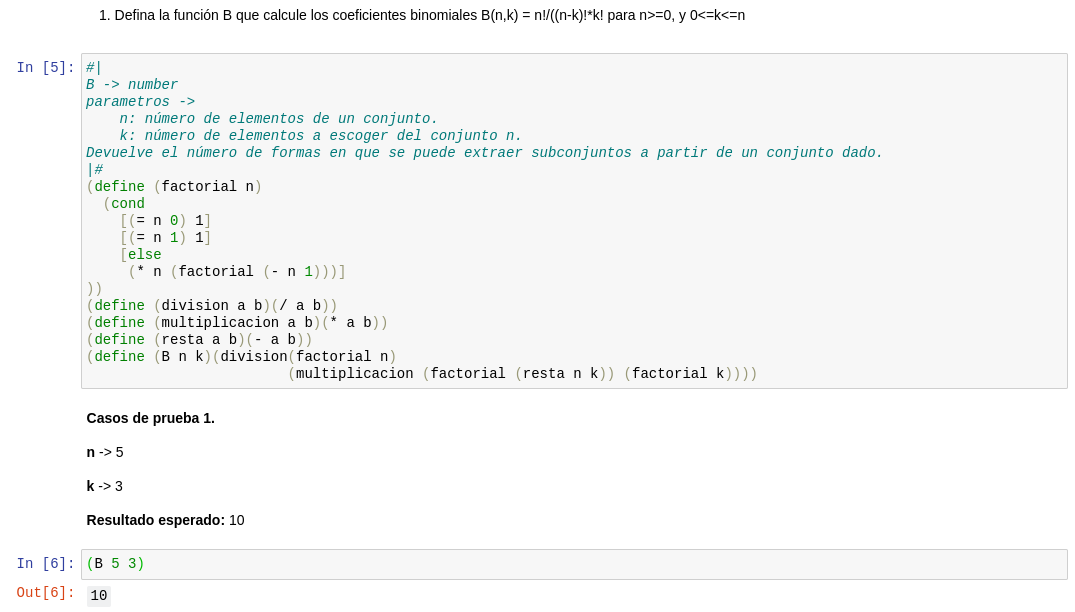 1. Defina la función B que calcule los coeficientes binomiales B(n,k) = n!/((n-k)!*k! para n>=0, y 0<=k<=n
In [5]: #|
B -> number
parametros ->
    n: número de elementos de un conjunto.
    k: número de elementos a escoger del conjunto n.
Devuelve el número de formas en que se puede extraer subconjuntos a partir de un conjunto dado.
|#
(define (factorial n)
  (cond
    [(= n 0) 1]
    [(= n 1) 1]
    [else
     (* n (factorial (- n 1)))]
))
(define (division a b)(/ a b))
(define (multiplicacion a b)(* a b))
(define (resta a b)(- a b))
(define (B n k)(division(factorial n)
                        (multiplicacion (factorial (resta n k)) (factorial k))))
Casos de prueba 1.
n -> 5
k -> 3
Resultado esperado: 10
In [6]: (B 5 3)
Out[6]: 10